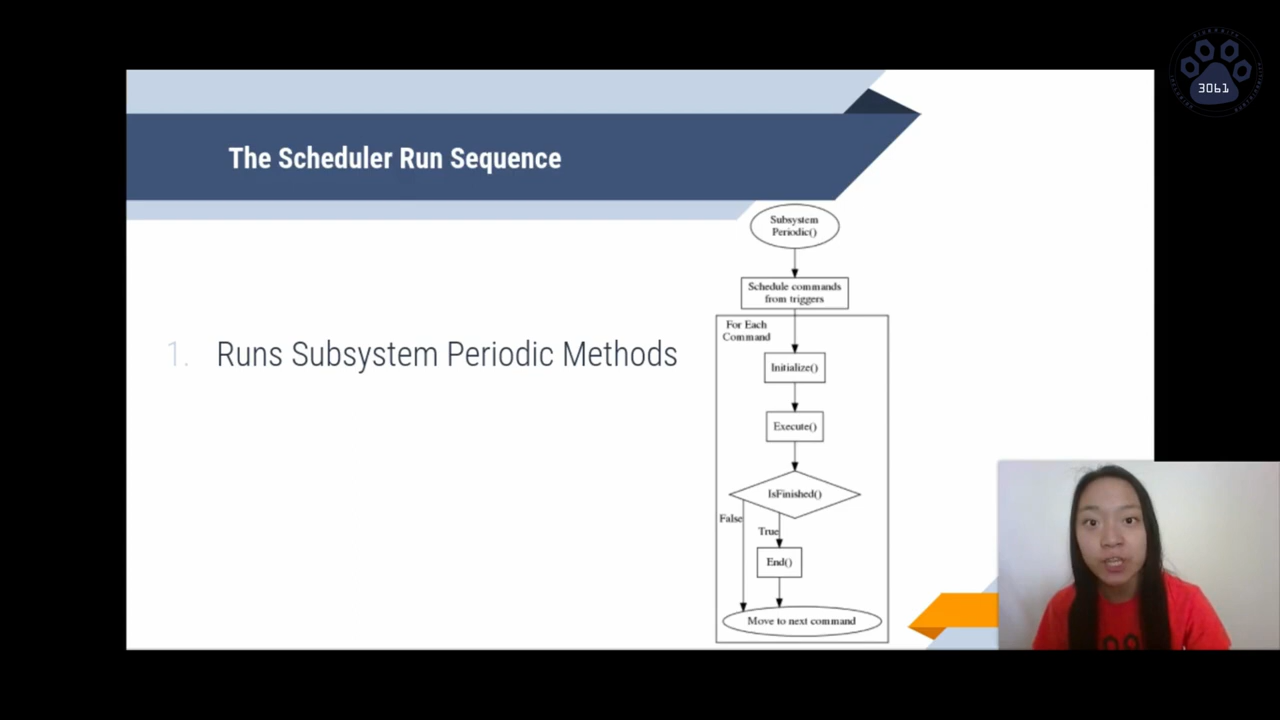 3061
The Scheduler Run Sequence
Subsystem
Periodic()
Schedule commands
from triggers
For Each
Command
Initialize()
1. Runs Subsystem Periodic Methods
Execute()
IsFinished()
False
True
End()
Move to next command